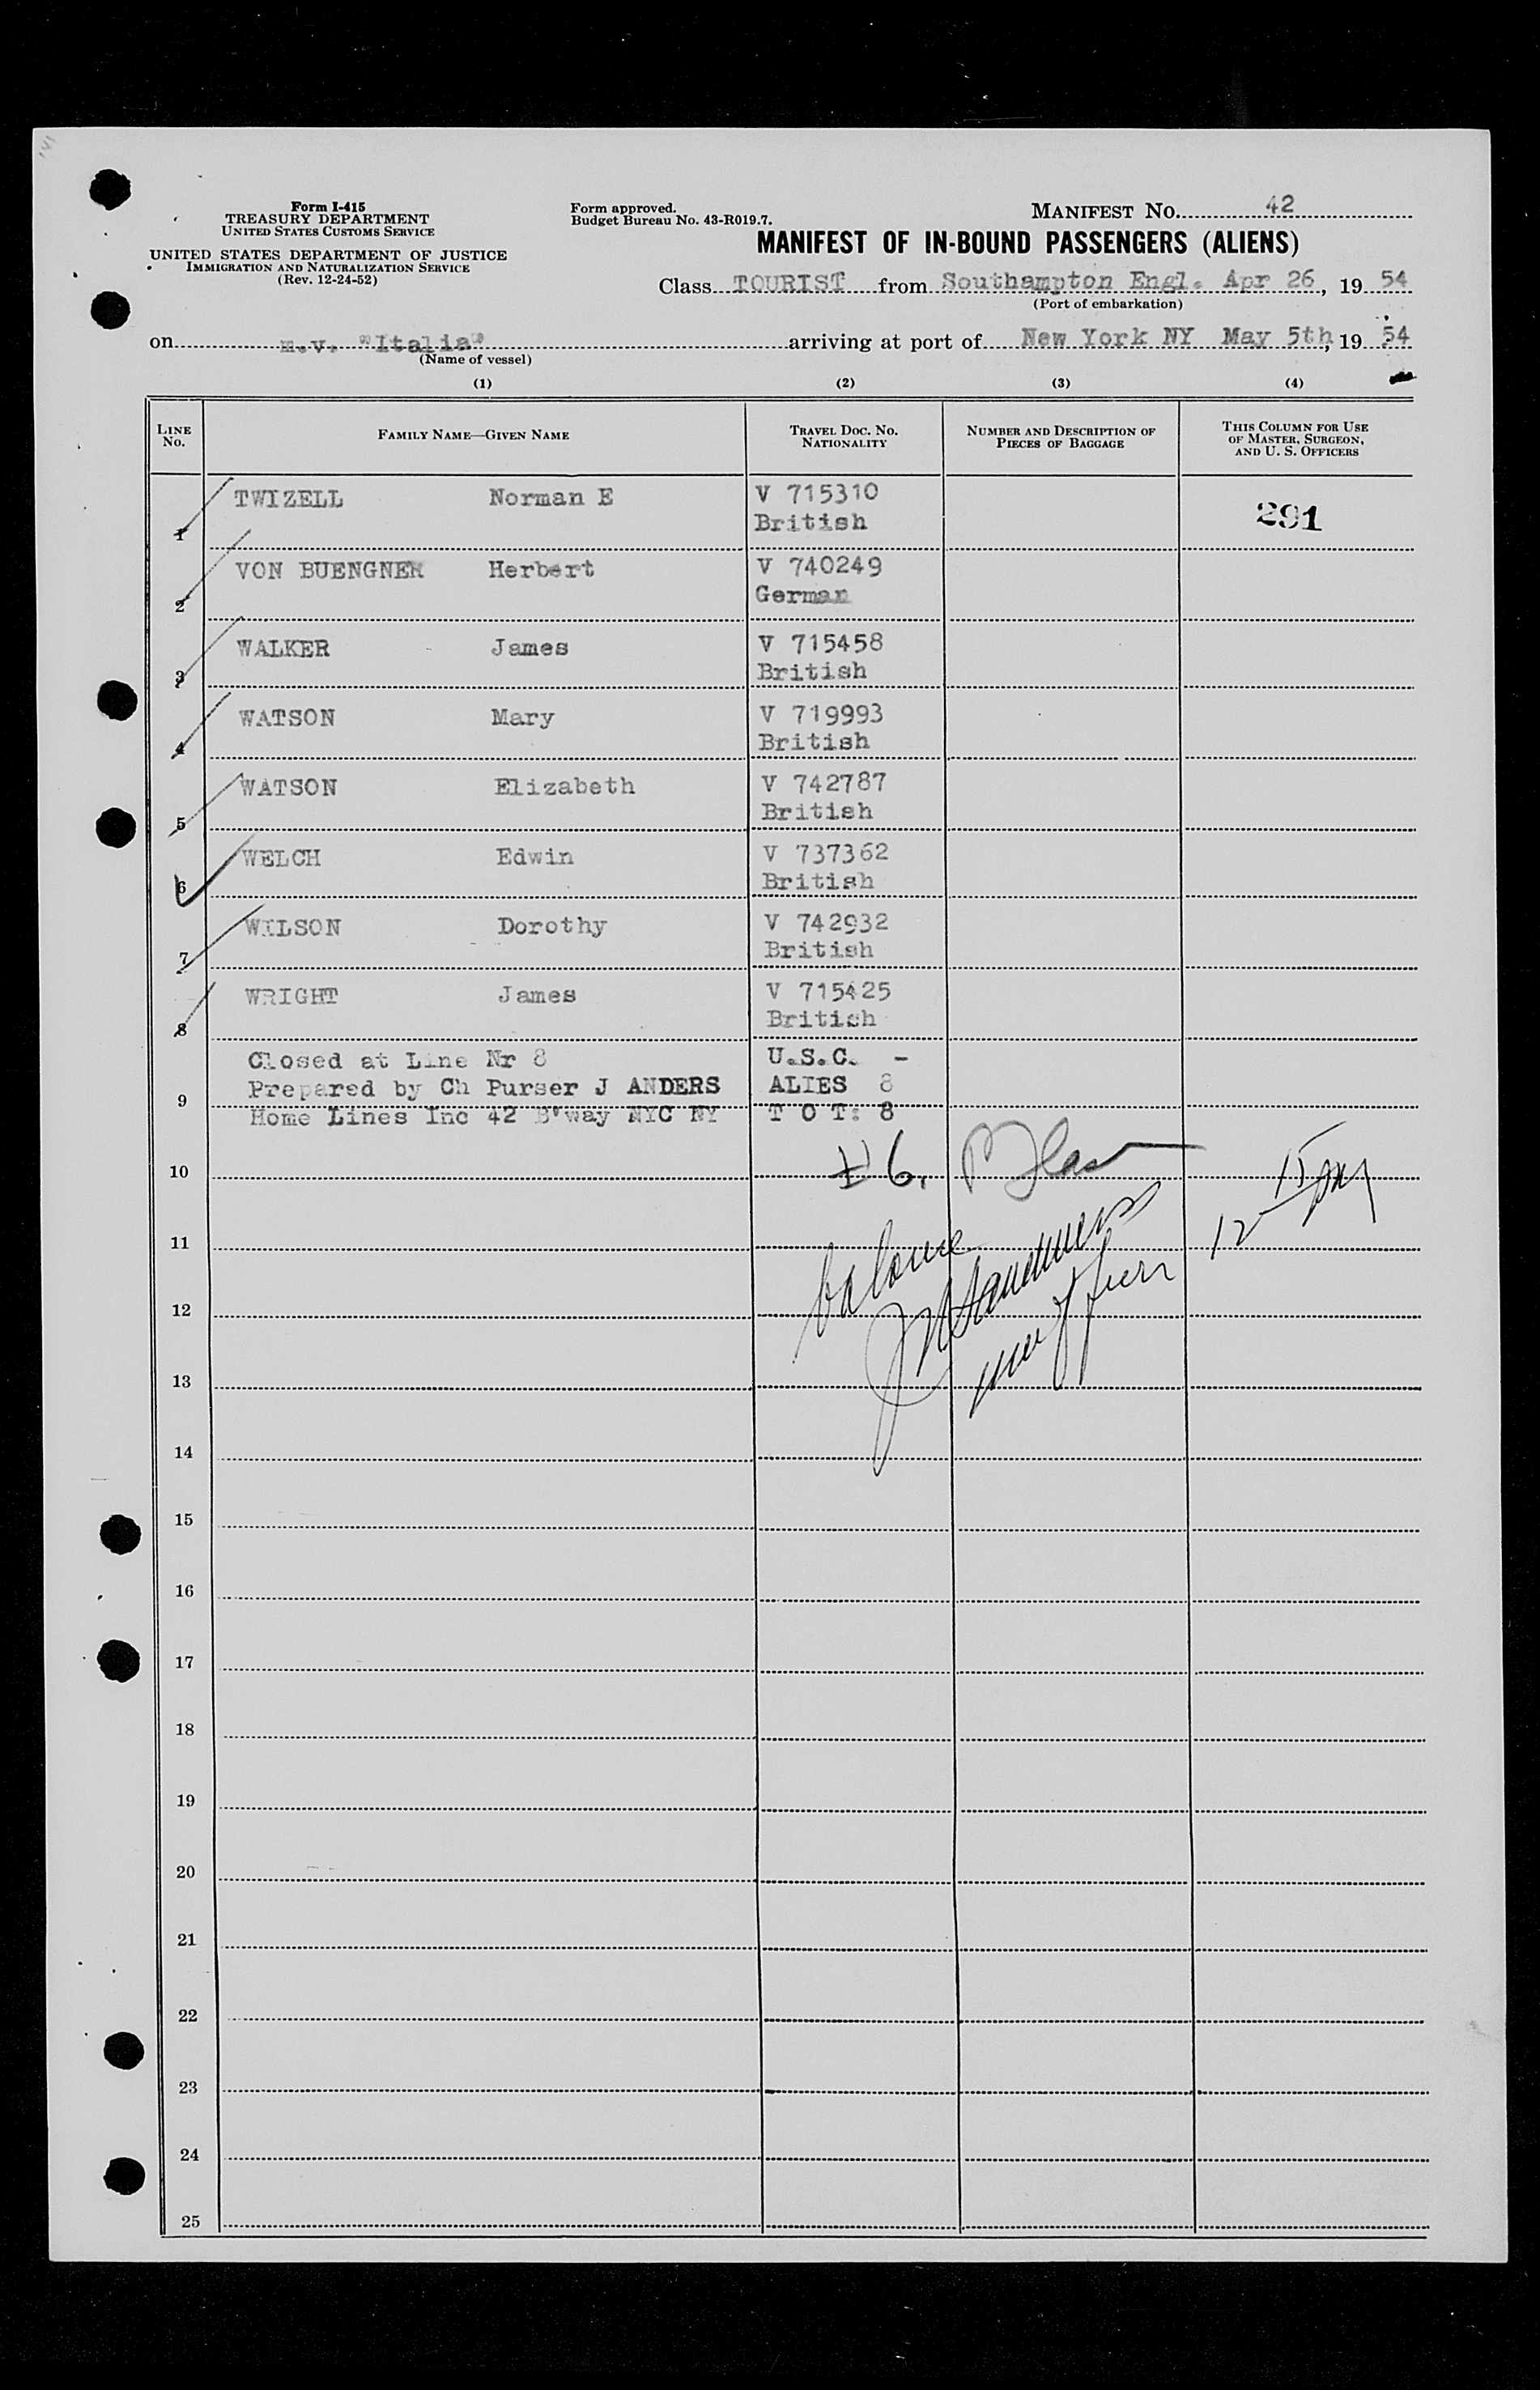 Form I-415
TREASURY DEPARTMENT
UNITED STATES CUSTOMS SERVICE
UNITED STATES DEPARTMENT OF JUSTICE
IMMIGRATION AND NATURALIZATION SERVICE
(Rev. 12-24-52)
Form approved.
Budget Bureau No. 43-R019.7.
MANIFEST NO. 42
MANIFEST OF IN-BOUND PASSENGERS (ALIENS)
Class TOURIST from Southampton Engl. Apr 26, 19 54
(Port of embarkation)
on m.v. "Italia" arriving at port of New York NY May 5th, 19 54
(Name of vessel)
(1) (2) (3) (4)
LINE NO. FAMILY NAME—GIVEN NAME TRAVEL DOC. NO. NATIONALITY NUMBER AND DESCRIPTION OF PIECES OF BAGGAGE THIS COLUMN FOR USE OF MASTER, SURGEON, AND U. S. OFFICERS
1 TWIZELL Norman E V 715310 291
British
2 VON BUENGNER Herbert V 740249
German
3 WALKER James V 715458
British
4 WATSON Mary V 719993
British
5 WATSON Elizabeth V 742787
British
6 WELCH Edwin V 737362
British
7 WILSON Dorothy V 742932
British
8 WRIGHT James V 715425
British
Closed at Line Nr 8 U.S.C. -
Prepared by Ch Purser J ANDERS ALIES 8
9 Home Lines Inc 42 B'way NYC NY T O T: 8
10 #6.
11 balance
12
13
14
15
16
17
18
19
20
21
22
23
24
25